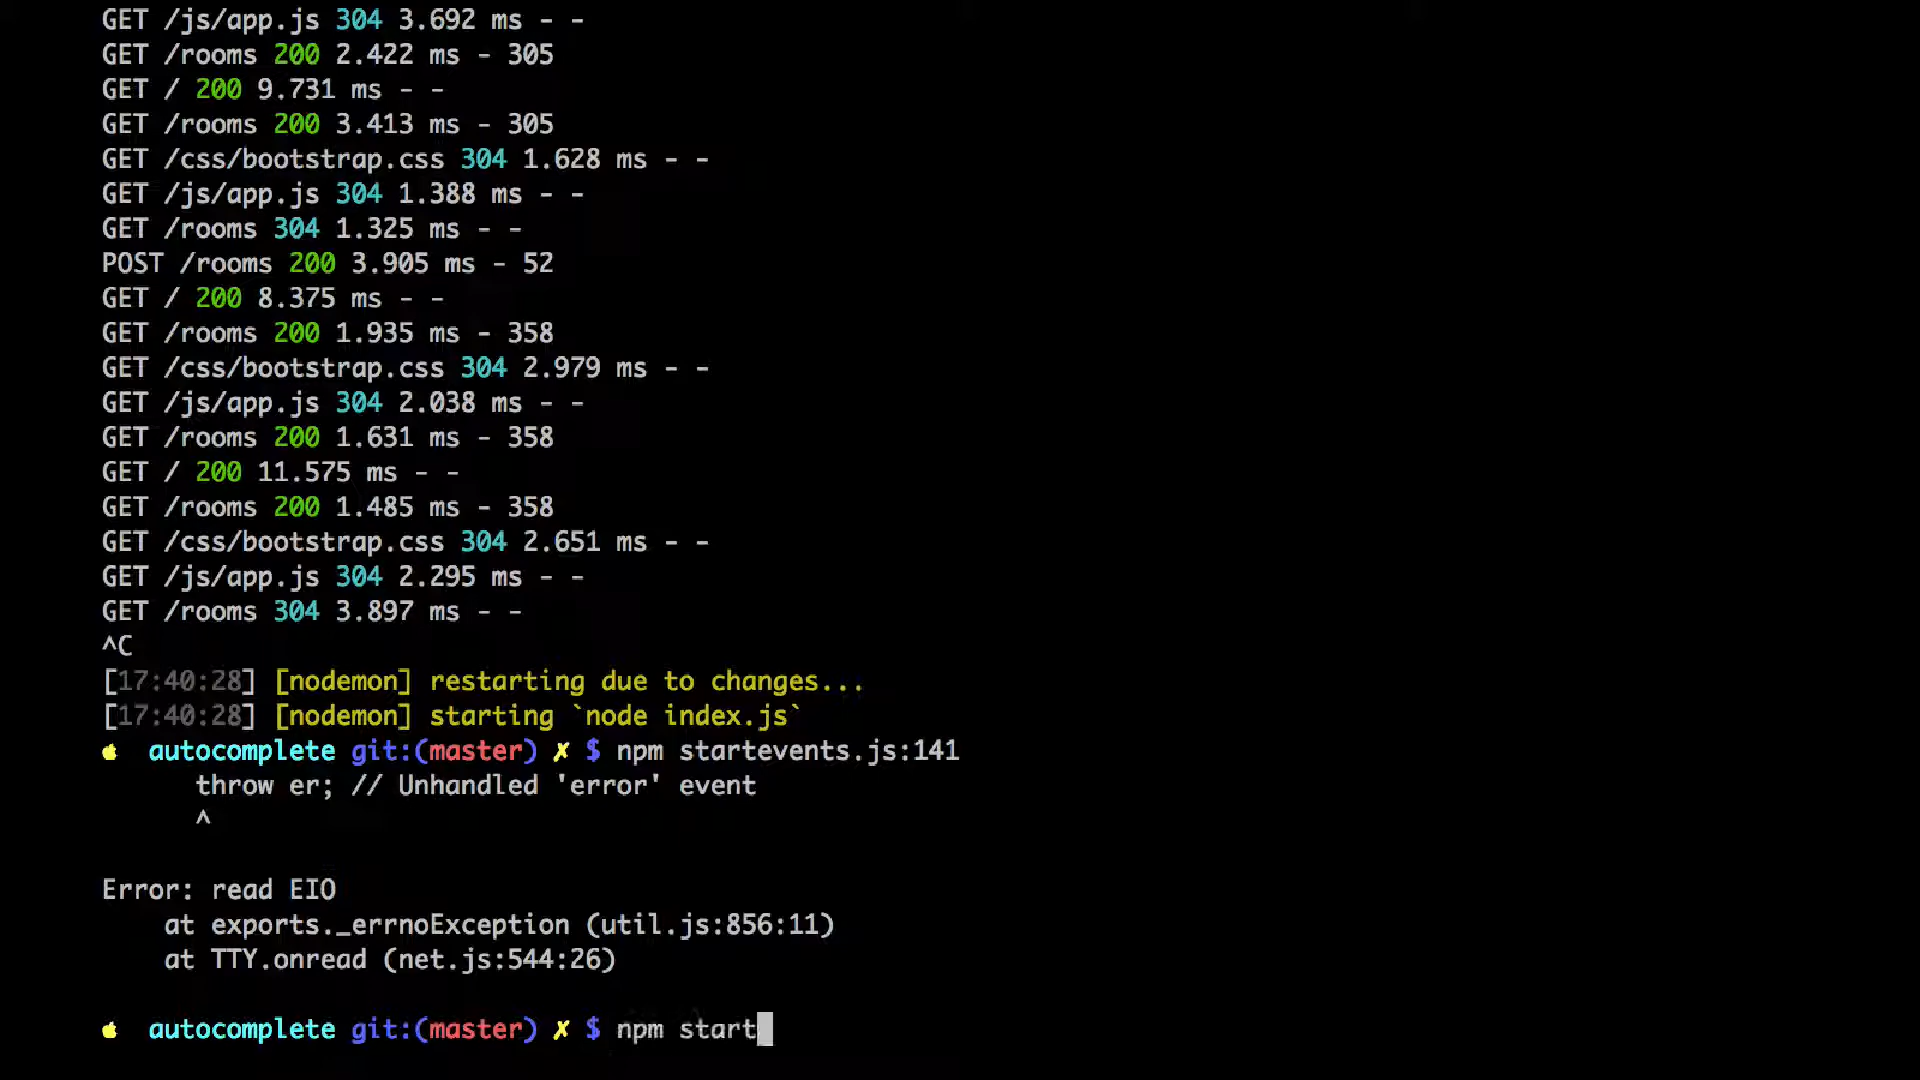 GET /js/app.js 304 3.692 ms - -
GET /rooms 200 2.422 ms - 305
GET / 200 9.731 ms - -
GET /rooms 200 3.413 ms - 305
GET /css/bootstrap.css 304 1.628 ms - -
GET /js/app.js 304 1.388 ms - -
GET /rooms 304 1.325 ms - -
POST /rooms 200 3.905 ms - 52
GET / 200 8.375 ms - -
GET /rooms 200 1.935 ms - 358
GET /css/bootstrap.css 304 2.979 ms - -
GET /js/app.js 304 2.038 ms - -
GET /rooms 200 1.631 ms - 358
GET / 200 11.575 ms - -
GET /rooms 200 1.485 ms - 358
GET /css/bootstrap.css 304 2.651 ms - -
GET /js/app.js 304 2.295 ms - -
GET /rooms 304 3.897 ms - -
^C
[17:40:28] [nodemon] restarting due to changes...
[17:40:28] [nodemon] starting `node index.js`
autocomplete git:(master) ✗ $ npm startevents.js:141
throw er; // Unhandled 'error' event
^
Error: read EIO
at exports._errnoException (util.js:856:11)
at TTY.onread (net.js:544:26)
autocomplete git:(master) ✗ $ npm start